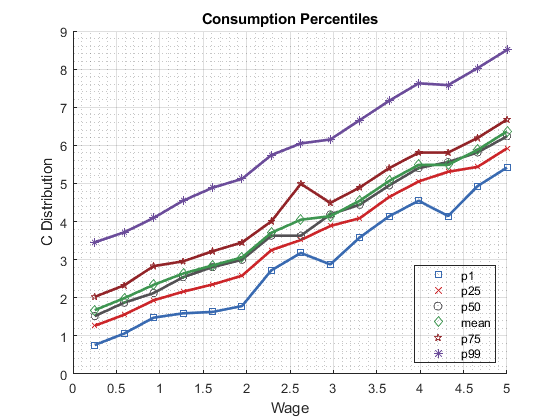 Consumption Percentiles
9
8
7
6
5
4
3
2
1
0
C Distribution
0 0.5 1 1.5 2 2.5 3 3.5 4 4.5 5
Wage
p1
p25
p50
mean
p75
p99